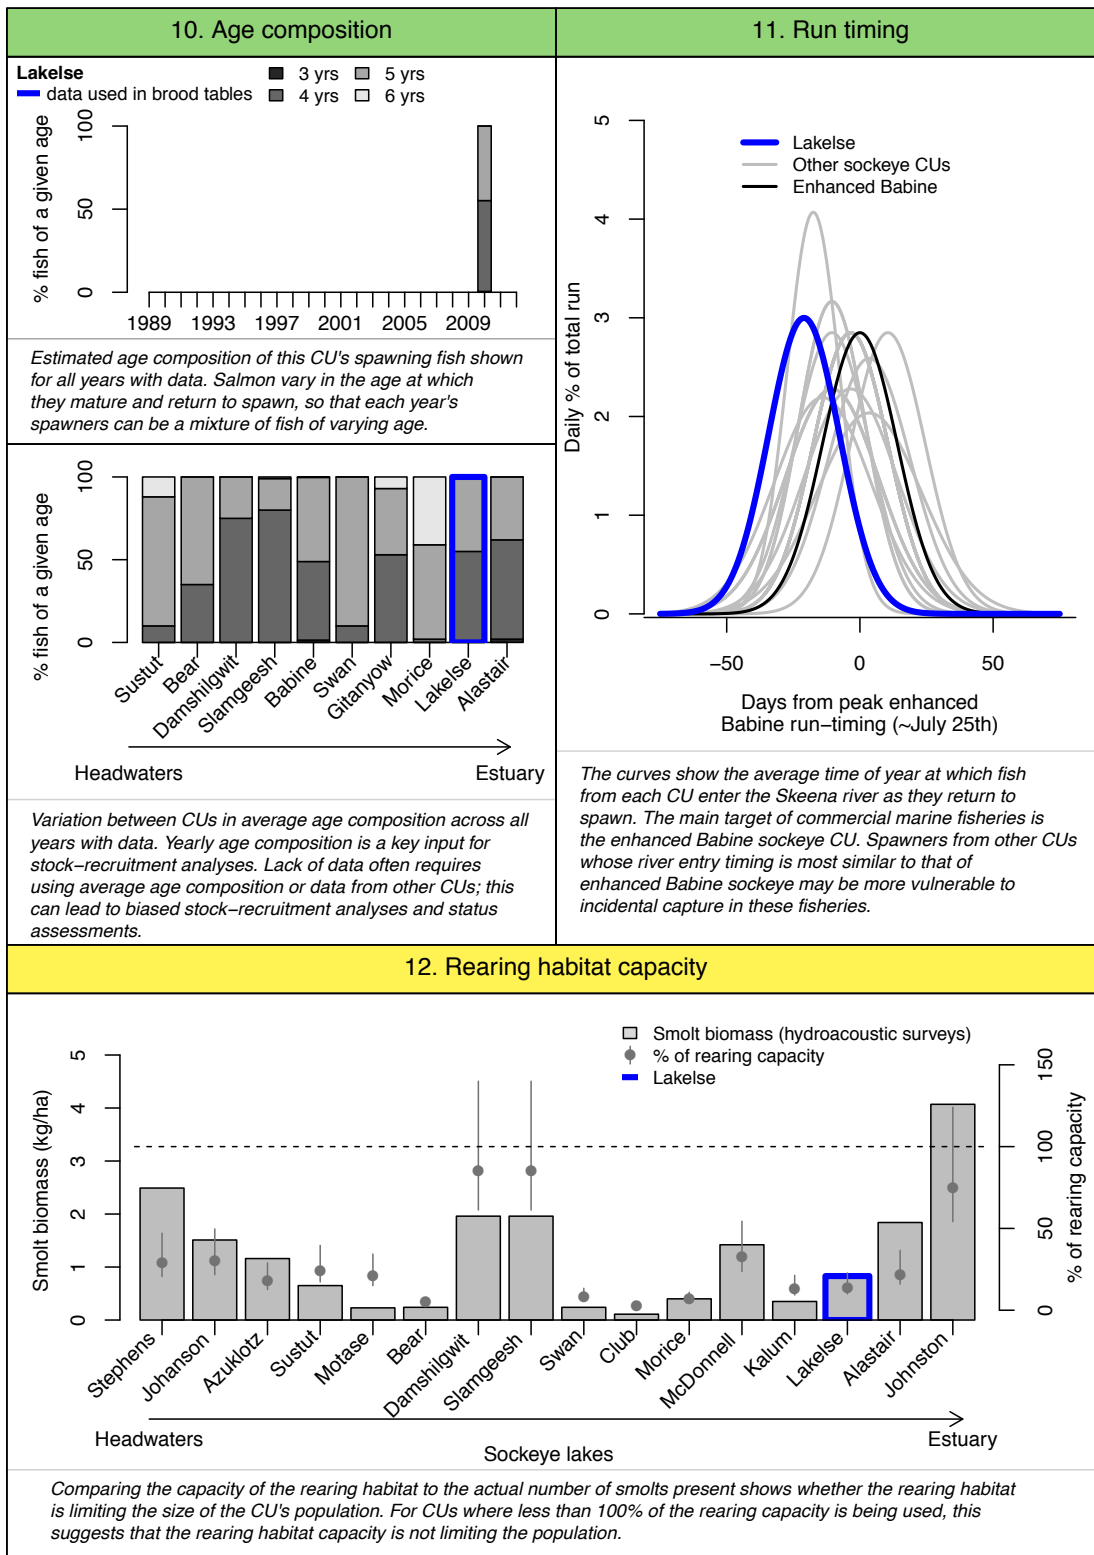 10. Age composition
Lakelse
data used in brood tables
3 yrs
4 yrs
5 yrs
6 yrs
% fish of a given age
100
50
0
1989 1993 1997 2001 2005 2009
Estimated age composition of this CU's spawning fish shown
for all years with data. Salmon vary in the age at which
they mature and return to spawn, so that each year's
spawners can be a mixture of fish of varying age.
% fish of a given age
100
50
0
Sustut
Bear
Damshilgwit
Slamgeesh
Babine
Swan
Gitanyow
Morice
Lakelse
Alastair
Headwaters
Estuary
Variation between CUs in average age composition across all
years with data. Yearly age composition is a key input for
stock−recruitment analyses. Lack of data often requires
using average age composition or data from other CUs; this
can lead to biased stock−recruitment analyses and status
assessments.
11. Run timing
Lakelse
Other sockeye CUs
Enhanced Babine
Daily % of total run
5
4
3
2
1
0
−50 0 50
Days from peak enhanced
Babine run−timing (~July 25th)
The curves show the average time of year at which fish
from each CU enter the Skeena river as they return to
spawn. The main target of commercial marine fisheries is
the enhanced Babine sockeye CU. Spawners from other CUs
whose river entry timing is most similar to that of
enhanced Babine sockeye may be more vulnerable to
incidental capture in these fisheries.
12. Rearing habitat capacity
Smolt biomass (hydroacoustic surveys)
% of rearing capacity
Lakelse
Smolt biomass (kg/ha)
5
4
3
2
1
0
% of rearing capacity
150
100
50
0
Stephens
Johanson
Azuklotz
Sustut
Motase
Bear
Damshilgwit
Slamgeesh
Swan
Club
Morice
McDonnell
Kalum
Lakelse
Alastair
Johnston
Headwaters
Sockeye lakes
Estuary
Comparing the capacity of the rearing habitat to the actual number of smolts present shows whether the rearing habitat
is limiting the size of the CU's population. For CUs where less than 100% of the rearing capacity is being used, this
suggests that the rearing habitat capacity is not limiting the population.